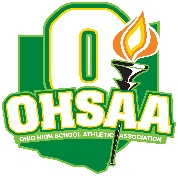 O
OHSAA
OHIO HIGH SCHOOL ATHLETIC ASSOCIATION